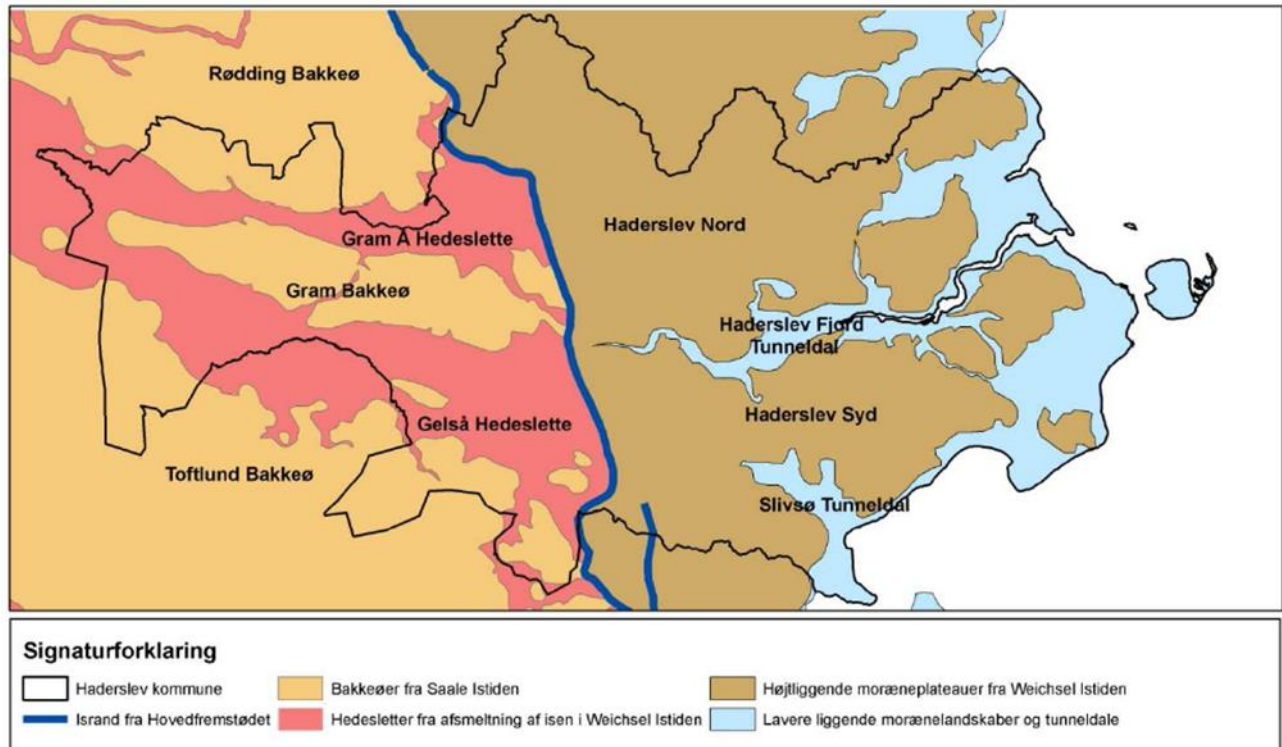 Rødding Bakkeø
Haderslev Nord
Gram Å Hedeslette
Gram Bakkeø
Haderslev Fjord
Tunneldal
Haderslev Syd
Gelså Hedeslette
Toftlund Bakkeø
Slivsø Tunneldal
Signaturforklaring
Haderslev kommune
Bakkeøer fra Saale Istiden
Højtliggende moræneplateauer fra Weichsel Istiden
Isrand fra Hovedfremstødet
Hedesletter fra afsmeltning af isen i Weichsel Istiden
Lavere liggende morænelandskaber og tunneldale